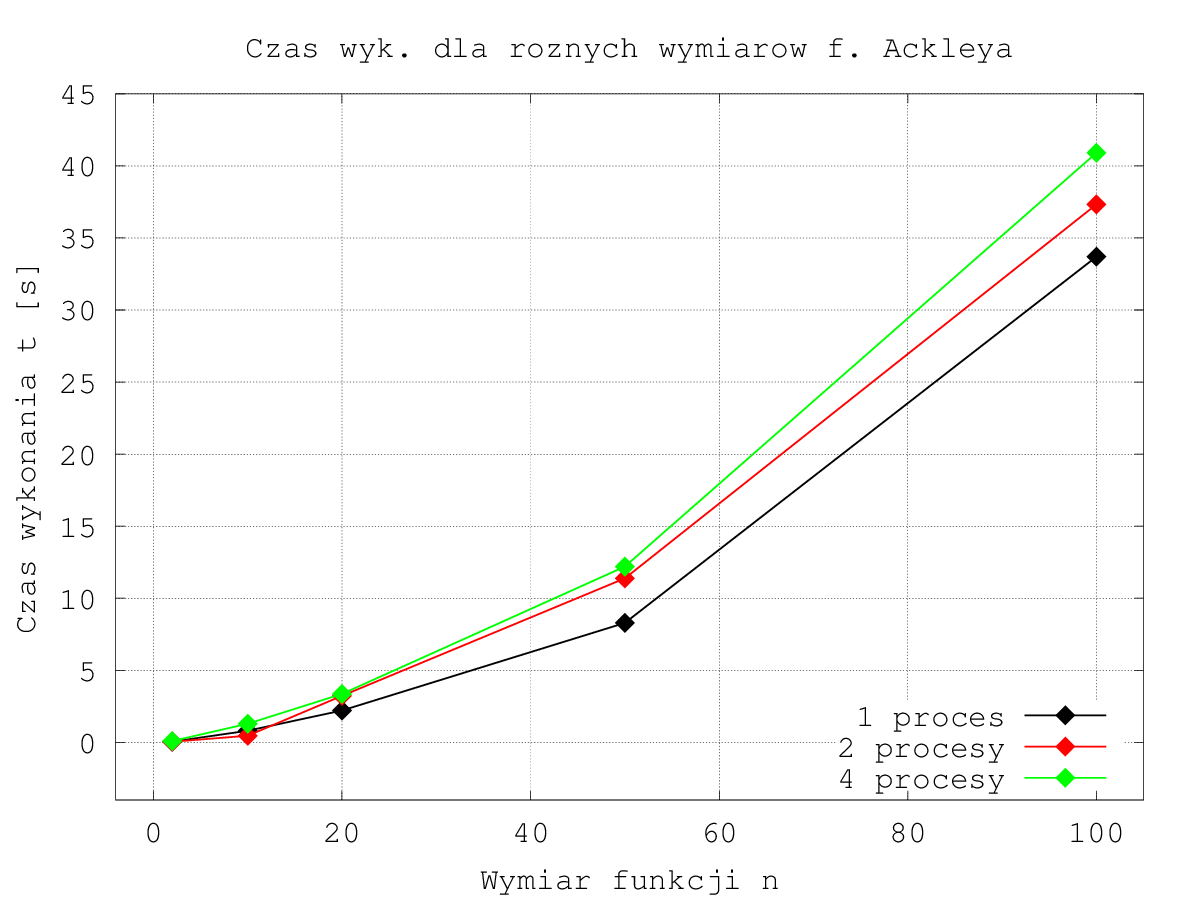 Czas wyk. dla roznych wymiarow f. Ackleya
45
40
35
30
25
20
15
10
5
0
Czas wykonania t [s]
1 proces
2 procesy
4 procesy
0 20 40 60 80 100
Wymiar funkcji n